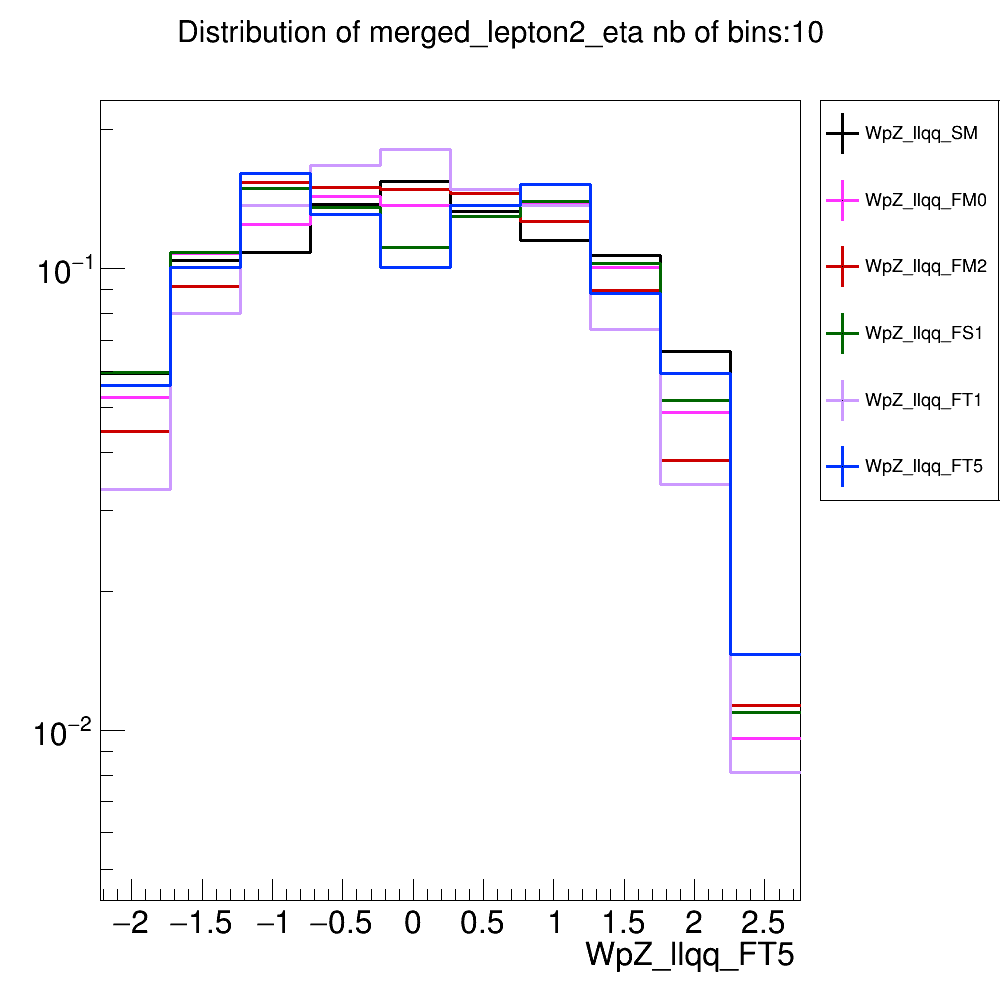 Distribution of merged_lepton2_eta nb of bins:10
WpZ_llqq_SM
WpZ_llqq_FM0
WpZ_llqq_FM2
WpZ_llqq_FS1
WpZ_llqq_FT1
WpZ_llqq_FT5
10⁻¹
10⁻²
−2 −1.5 −1 −0.5 0 0.5 1 1.5 2 2.5
WpZ_llqq_FT5